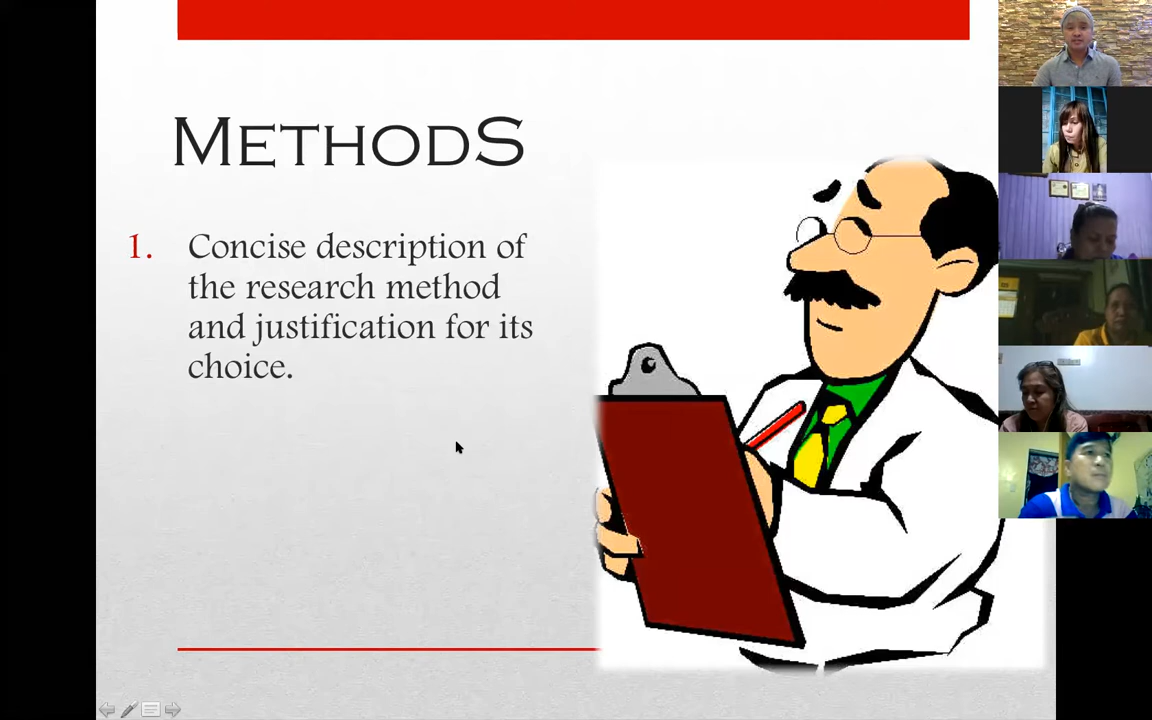 MethodS
1. Concise description of
the research method
and justification for its
choice.